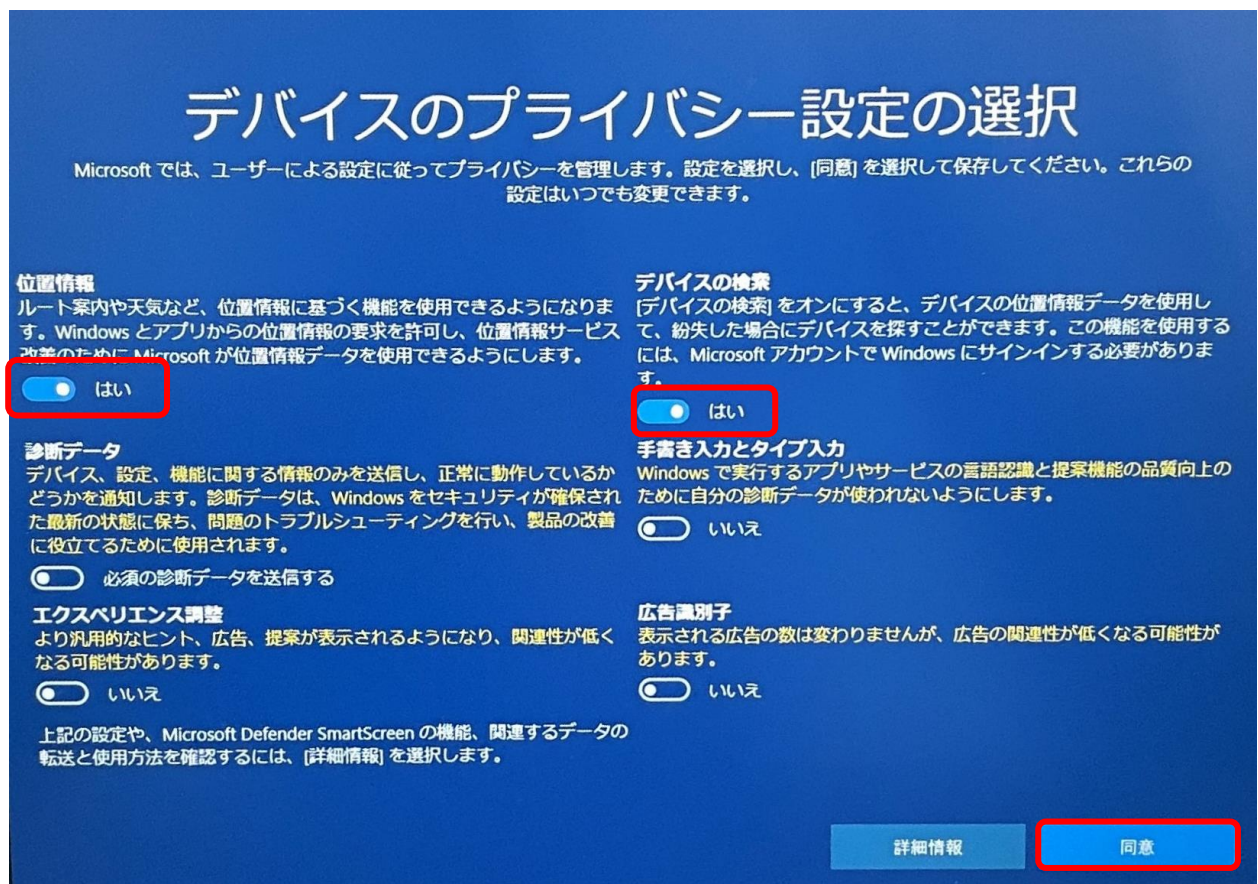 デバイスのプライバシー設定の選択
Microsoft では、ユーザーによる設定に従ってプライバシーを管理します。設定を選択し、[同意] を選択して保存してください。これらの
設定はいつでも変更できます。
位置情報
ルート案内や天気など、位置情報に基づく機能を使用できるようになりま
す。Windows とアプリからの位置情報の要求を許可し、位置情報サービス
改善のために Microsoft が位置情報データを使用できるようにします。
はい
デバイスの検索
[デバイスの検索] をオンにすると、デバイスの位置情報データを使用し
て、紛失した場合にデバイスを探すことができます。この機能を使用する
には、Microsoft アカウントで Windows にサインインする必要がありま
す。
はい
診断データ
デバイス、設定、機能に関する情報のみを送信し、正常に動作しているか
どうかを通知します。診断データは、Windows をセキュリティが確保され
た最新の状態に保ち、問題のトラブルシューティングを行い、製品の改善
に役立てるために使用されます。
必須の診断データを送信する
手書き入力とタイプ入力
Windows で実行するアプリやサービスの言語認識と提案機能の品質向上の
ために自分の診断データが使われないようにします。
いいえ
エクスペリエンス調整
より汎用的なヒント、広告、提案が表示されるようになり、関連性が低く
なる可能性があります。
いいえ
広告識別子
表示される広告の数は変わりませんが、広告の関連性が低くなる可能性が
あります。
いいえ
上記の設定や、Microsoft Defender SmartScreen の機能、関連するデータの
転送と使用方法を確認するには、[詳細情報] を選択します。
詳細情報
同意